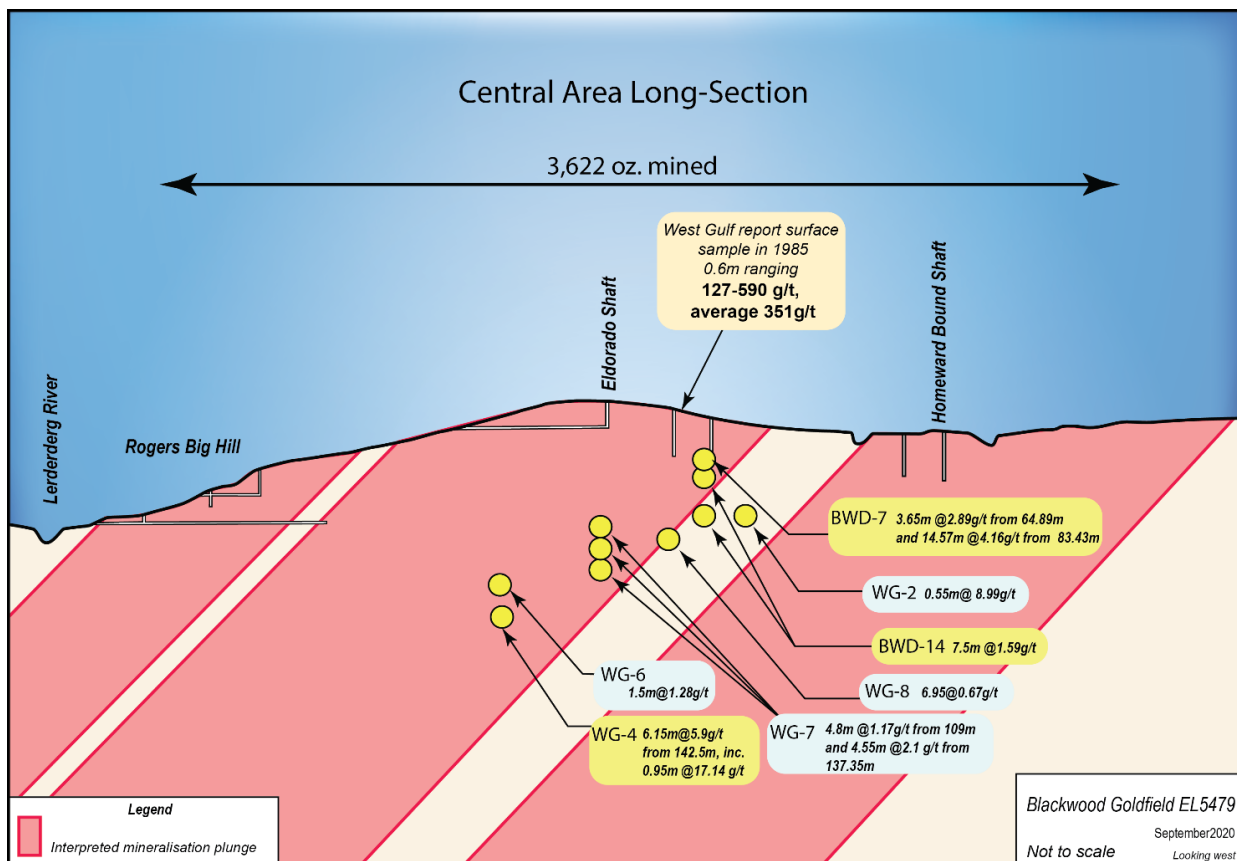 Central Area Long-Section
3,622 oz. mined
West Gulf report surface
sample in 1985
0.6m ranging
127-590 g/t,
average 351g/t
Lerderderg River
Rogers Big Hill
Eldorado Shaft
Homeward Bound Shaft
BWD-7 3.65m @2.89g/t from 64.89m
and 14.57m @4.16g/t from 83.43m
WG-2 0.55m@ 8.99g/t
BWD-14 7.5m @1.59g/t
WG-6
1.5m@1.28g/t
WG-8 6.95@0.67g/t
WG-4 6.15m@5.9g/t
from 142.5m, inc.
0.95m @17.14 g/t
WG-7 4.8m @1.17g/t from 109m
and 4.55m @2.1 g/t from
137.35m
Legend
Interpreted mineralisation plunge
Blackwood Goldfield EL5479
September2020
Not to scale Looking west